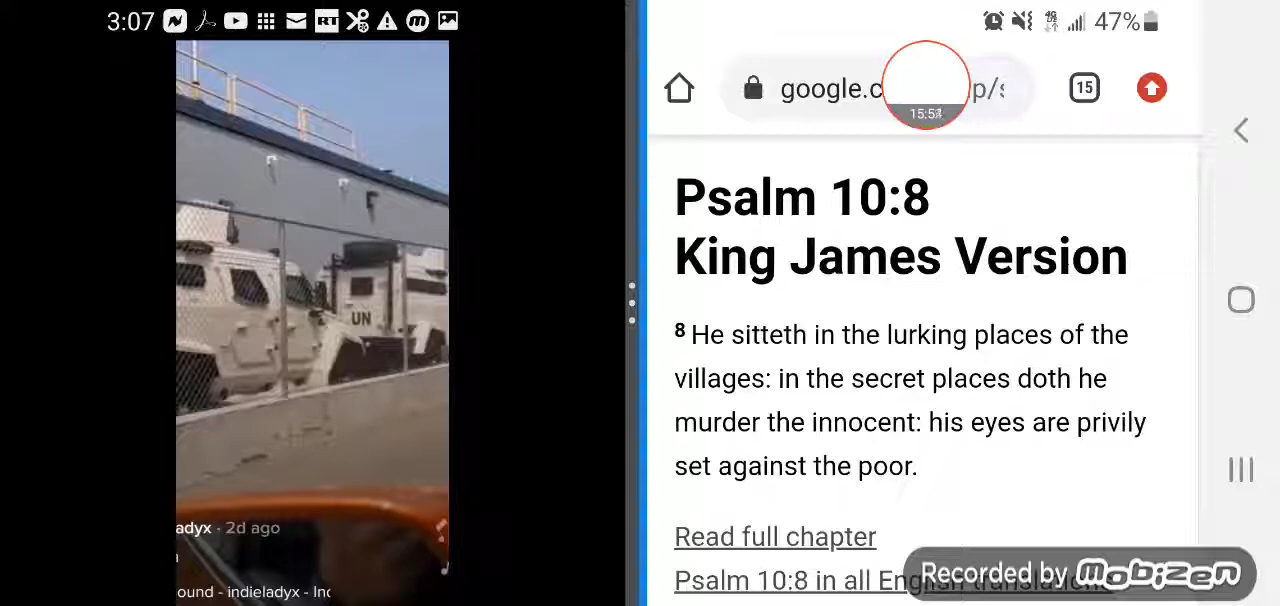 3:07
RT
UN
adyx · 2d ago
ound - indieladyx - Inc
47%
google.c
p/s
15
Psalm 10:8
King James Version
8 He sitteth in the lurking places of the
villages: in the secret places doth he
murder the innocent: his eyes are privily
set against the poor.
Read full chapter
Psalm 10:8 in all English translations
Recorded by mobizen